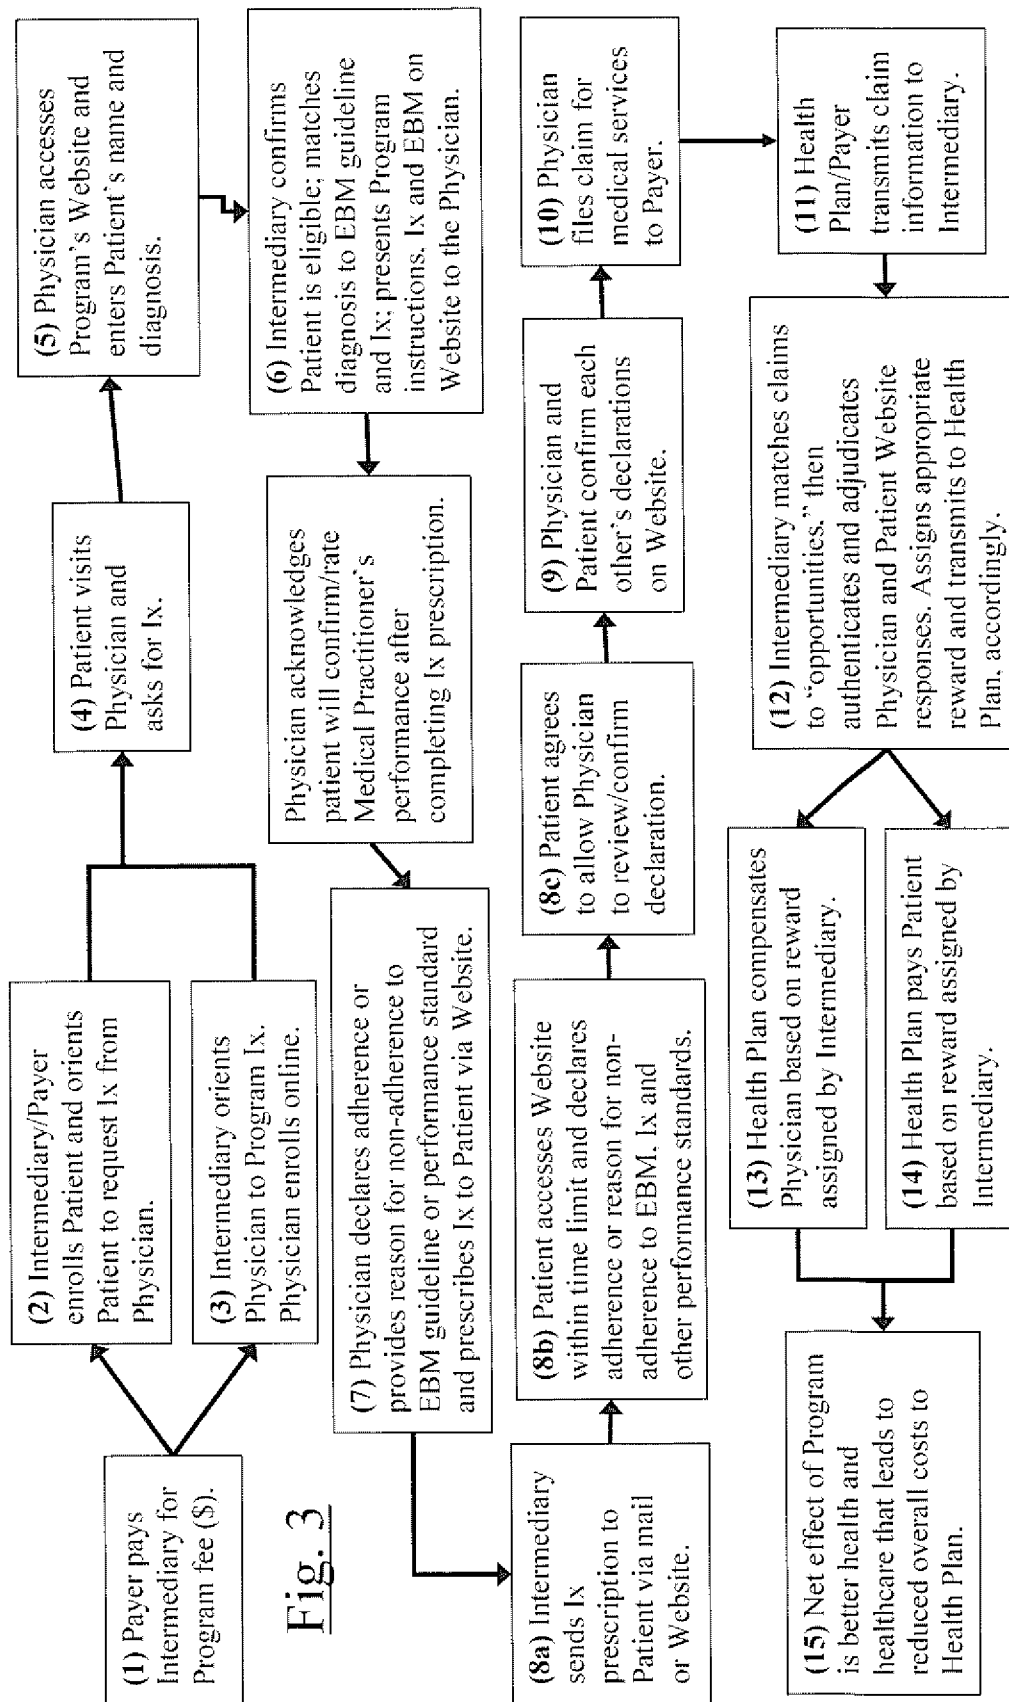 (1) Payer pays
Intermediary for
Program fee ($).
(2) Intermediary/Payer
enrolls Patient and orients
Patient to request Ix from
Physician.
(3) Intermediary orients
Physician to Program Ix.
Physician enrolls online.
(4) Patient visits
Physician and
asks for Ix.
(5) Physician accesses
Program's Website and
enters Patient's name and
diagnosis.
(6) Intermediary confirms
Patient is eligible; matches
diagnosis to EBM guideline
and Ix; presents Program
instructions. Ix and EBM on
Website to the Physician.
Physician acknowledges
patient will confirm/rate
Medical Practitioner's
performance after
completing Ix prescription.
(7) Physician declares adherence or
provides reason for non-adherence to
EBM guideline or performance standard
and prescribes Ix to Patient via Website.
Fig. 3
(8a) Intermediary
sends Ix
prescription to
Patient via mail
or Website.
(8b) Patient accesses Website
within time limit and declares
adherence or reason for non-
adherence to EBM. Ix and
other performance standards.
(8c) Patient agrees
to allow Physician
to review/confirm
declaration.
(9) Physician and
Patient confirm each
other's declarations
on Website.
(10) Physician
files claim for
medical services
to Payer.
(11) Health
Plan/Payer
transmits claim
information to
Intermediary.
(12) Intermediary matches claims
to "opportunities." then
authenticates and adjudicates
Physician and Patient Website
responses. Assigns appropriate
reward and transmits to Health
Plan, accordingly.
(13) Health Plan compensates
Physician based on reward
assigned by Intermediary.
(14) Health Plan pays Patient
based on reward assigned by
Intermediary.
(15) Net effect of Program
is better health and
healthcare that leads to
reduced overall costs to
Health Plan.